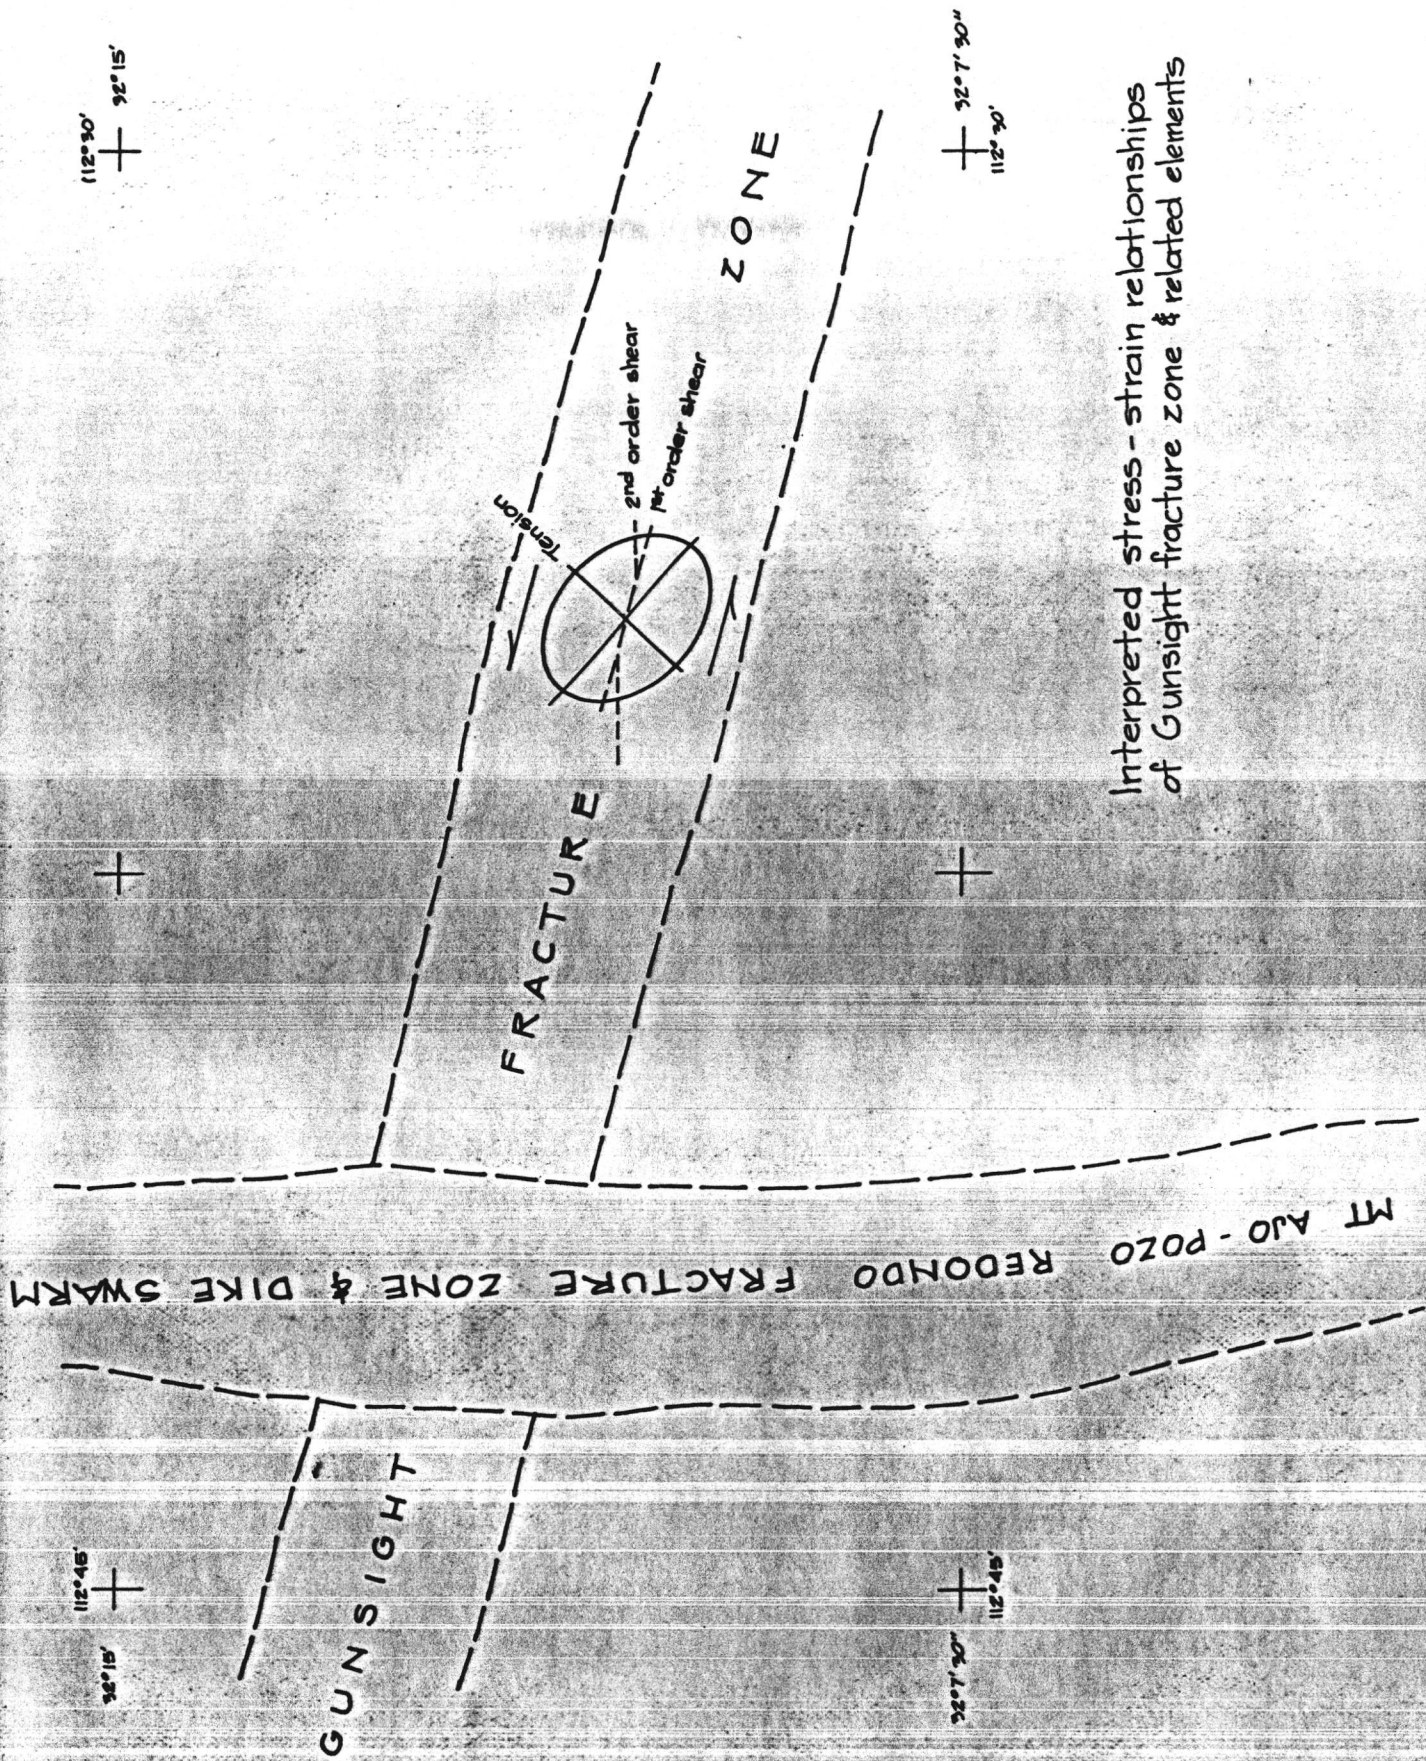 112°45'
32°15'
112°30'
32°15'
GUNSIGHT
FRACTURE
ZONE
MT AJO - POZO REDONDO FRACTURE ZONE & DIKE SWARM
Tension
2nd order shear
1st order shear
32°7'30"
112°45'
32°7'30"
112°30'
Interpreted stress-strain relationships
of Gunsight fracture zone & related elements